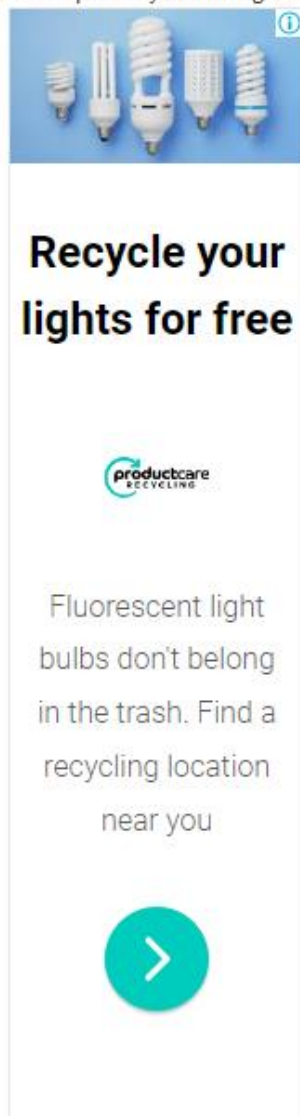 Recycle your
lights for free
productcare
RECYCLING
Fluorescent light
bulbs don't belong
in the trash. Find a
recycling location
near you